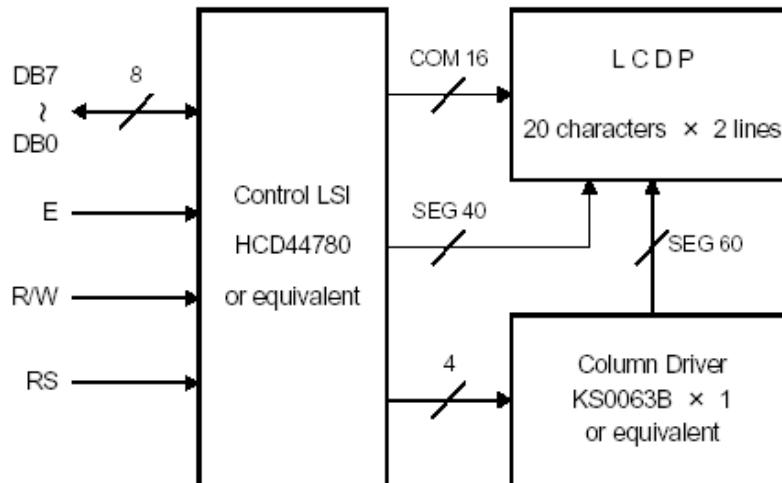 DB7
~
DB0
8
E
R/W
RS
Control LSI
HCD44780
or equivalent
COM 16
SEG 40
4
L C D P
20 characters × 2 lines
SEG 60
Column Driver
KS0063B × 1
or equivalent